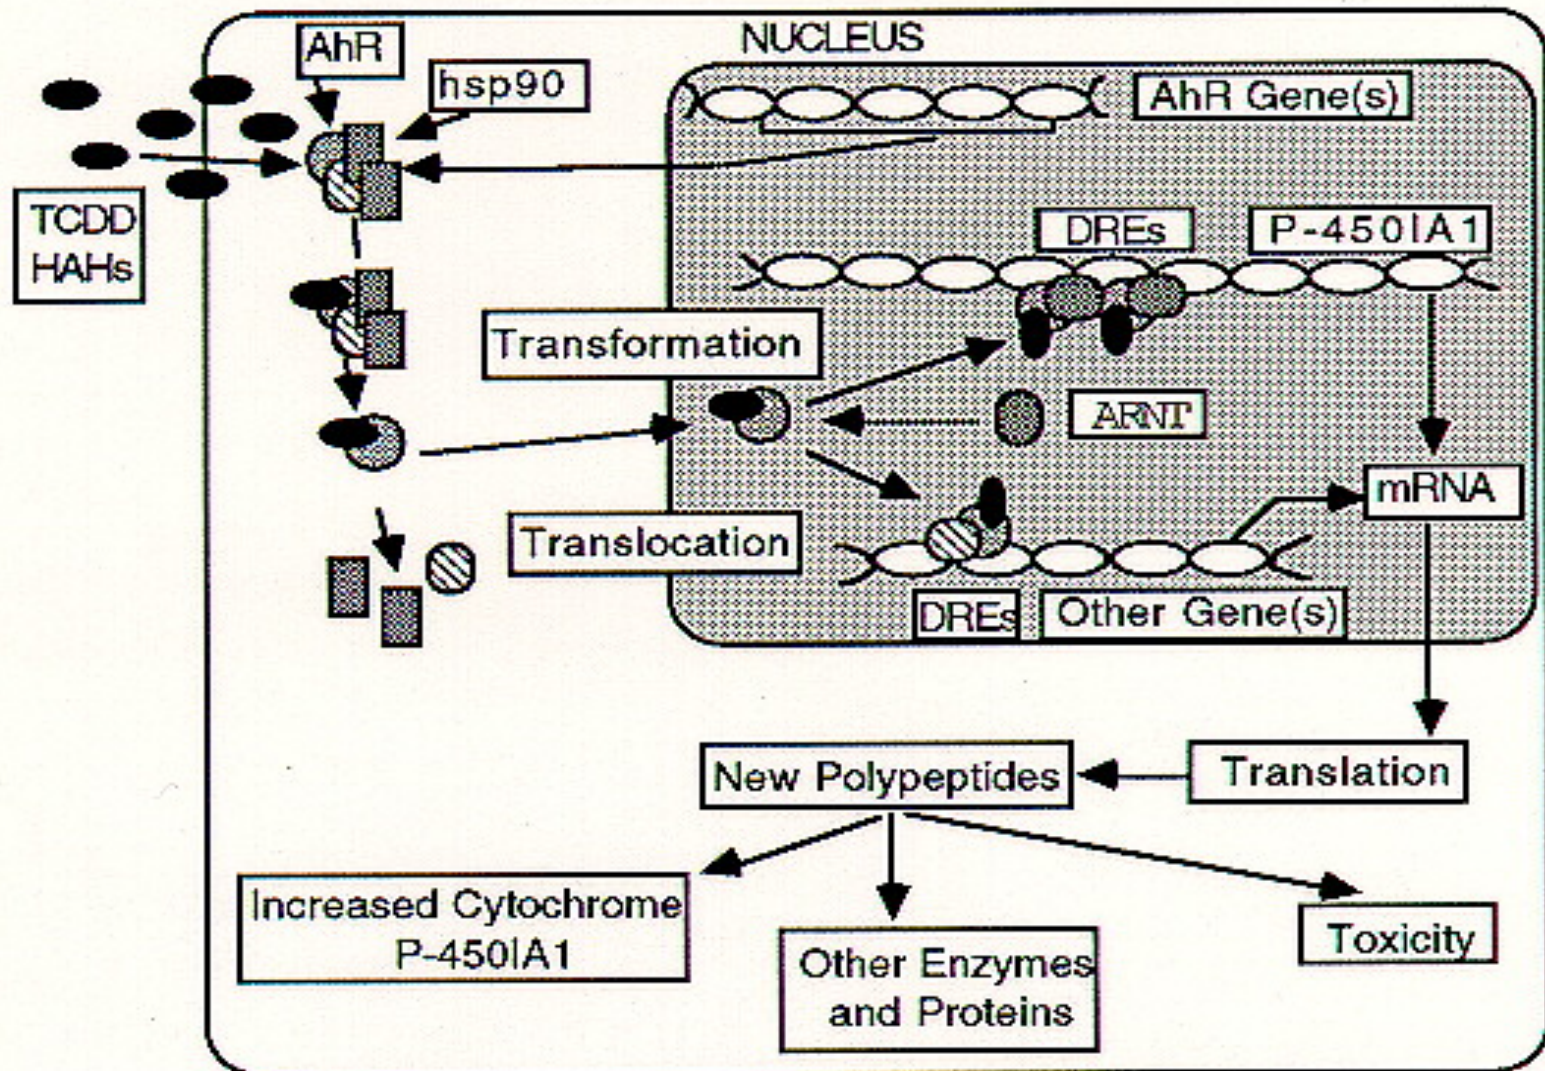 NUCLEUS
AhR
hsp90
AhR Gene(s)
TCDD
HAHs
DREs
P-450IA1
Transformation
ARNT
mRNA
Translocation
DREs
Other Gene(s)
New Polypeptides
Translation
Increased Cytochrome
P-450IA1
Other Enzymes
and Proteins
Toxicity